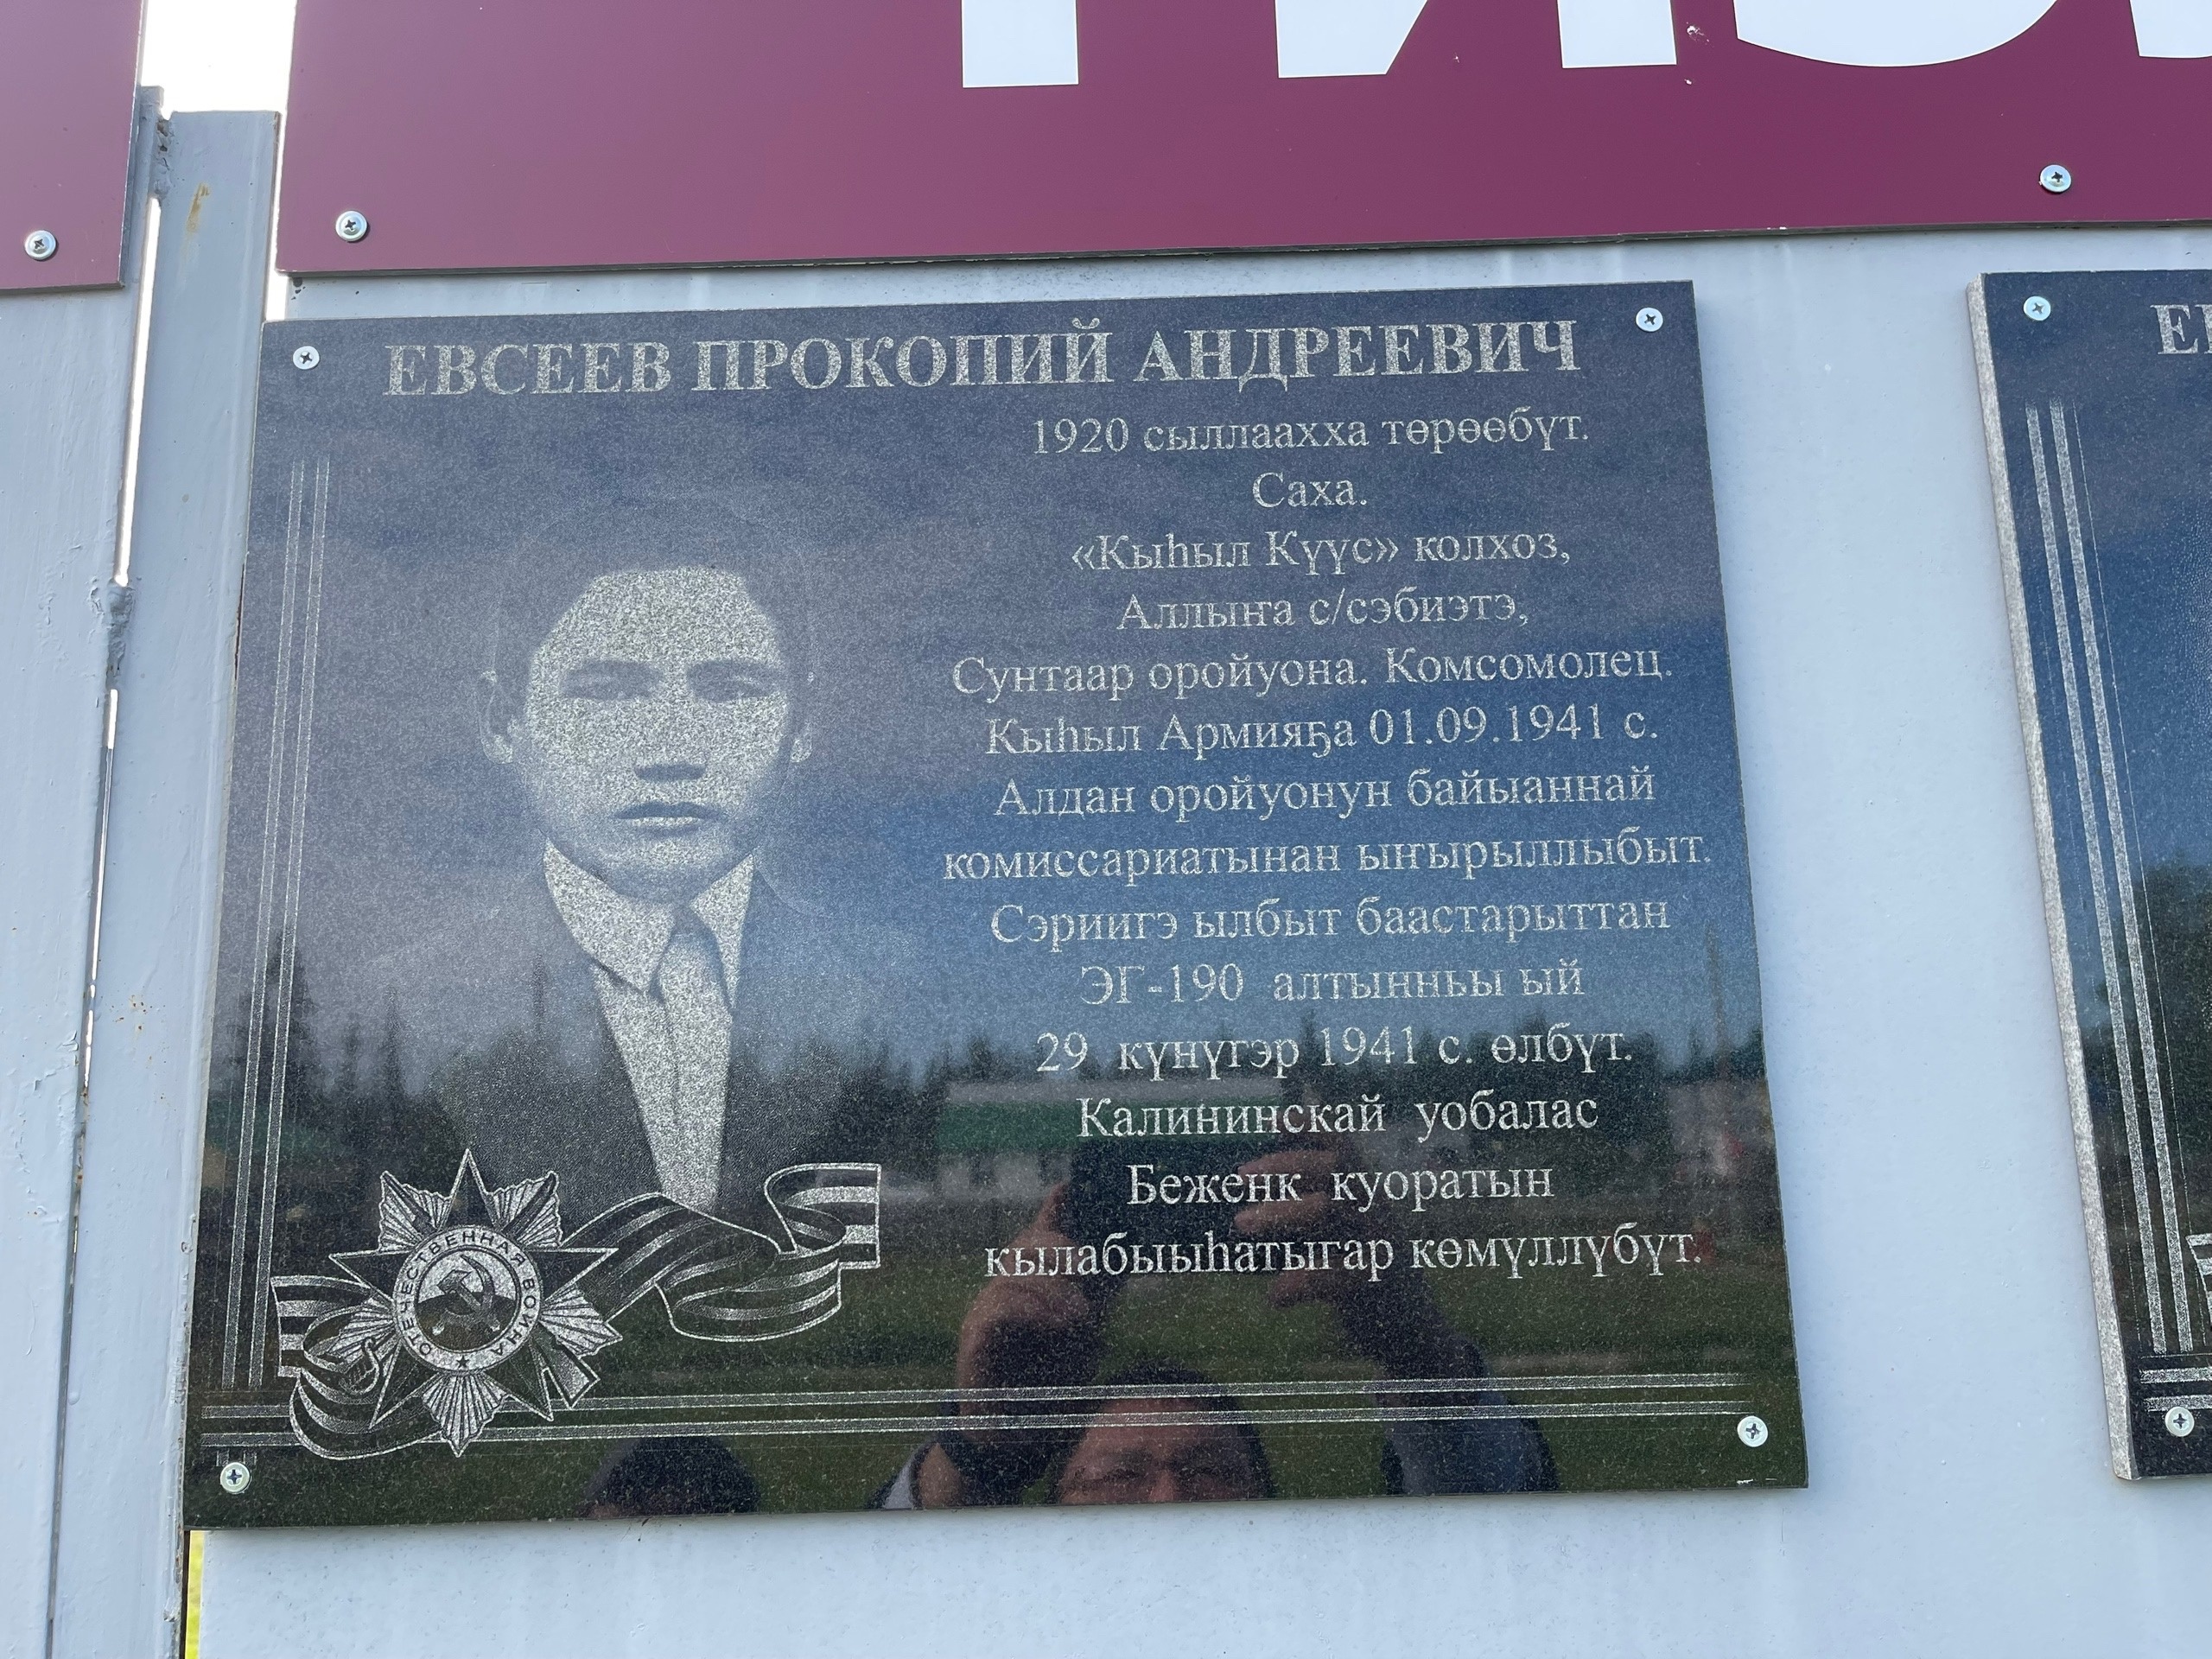 ЕВСЕЕВ ПРОКОПИЙ АНДРЕЕВИЧ
1920 сыллаахха төрөөбүт.
Саха.
«Кыһыл Күүс» колхоз,
Аллыҥа с/сэбиэтэ,
Сунтаар оройуона. Комсомолец.
Кыһыл Армияҕа 01.09.1941 с.
Алдан оройуонун байыаннай
комиссариатынан ыҥырыллыбыт.
Сэриигэ ылбыт баастарыттан
ЭГ-190 алтынньы ый
29 күнүгэр 1941 с. өлбүт.
Калининскай уобалас
Беженк куоратын
кылабыыһатыгар көмүллүбүт.
ОТЕЧЕСТВЕННАЯ ВОЙНА